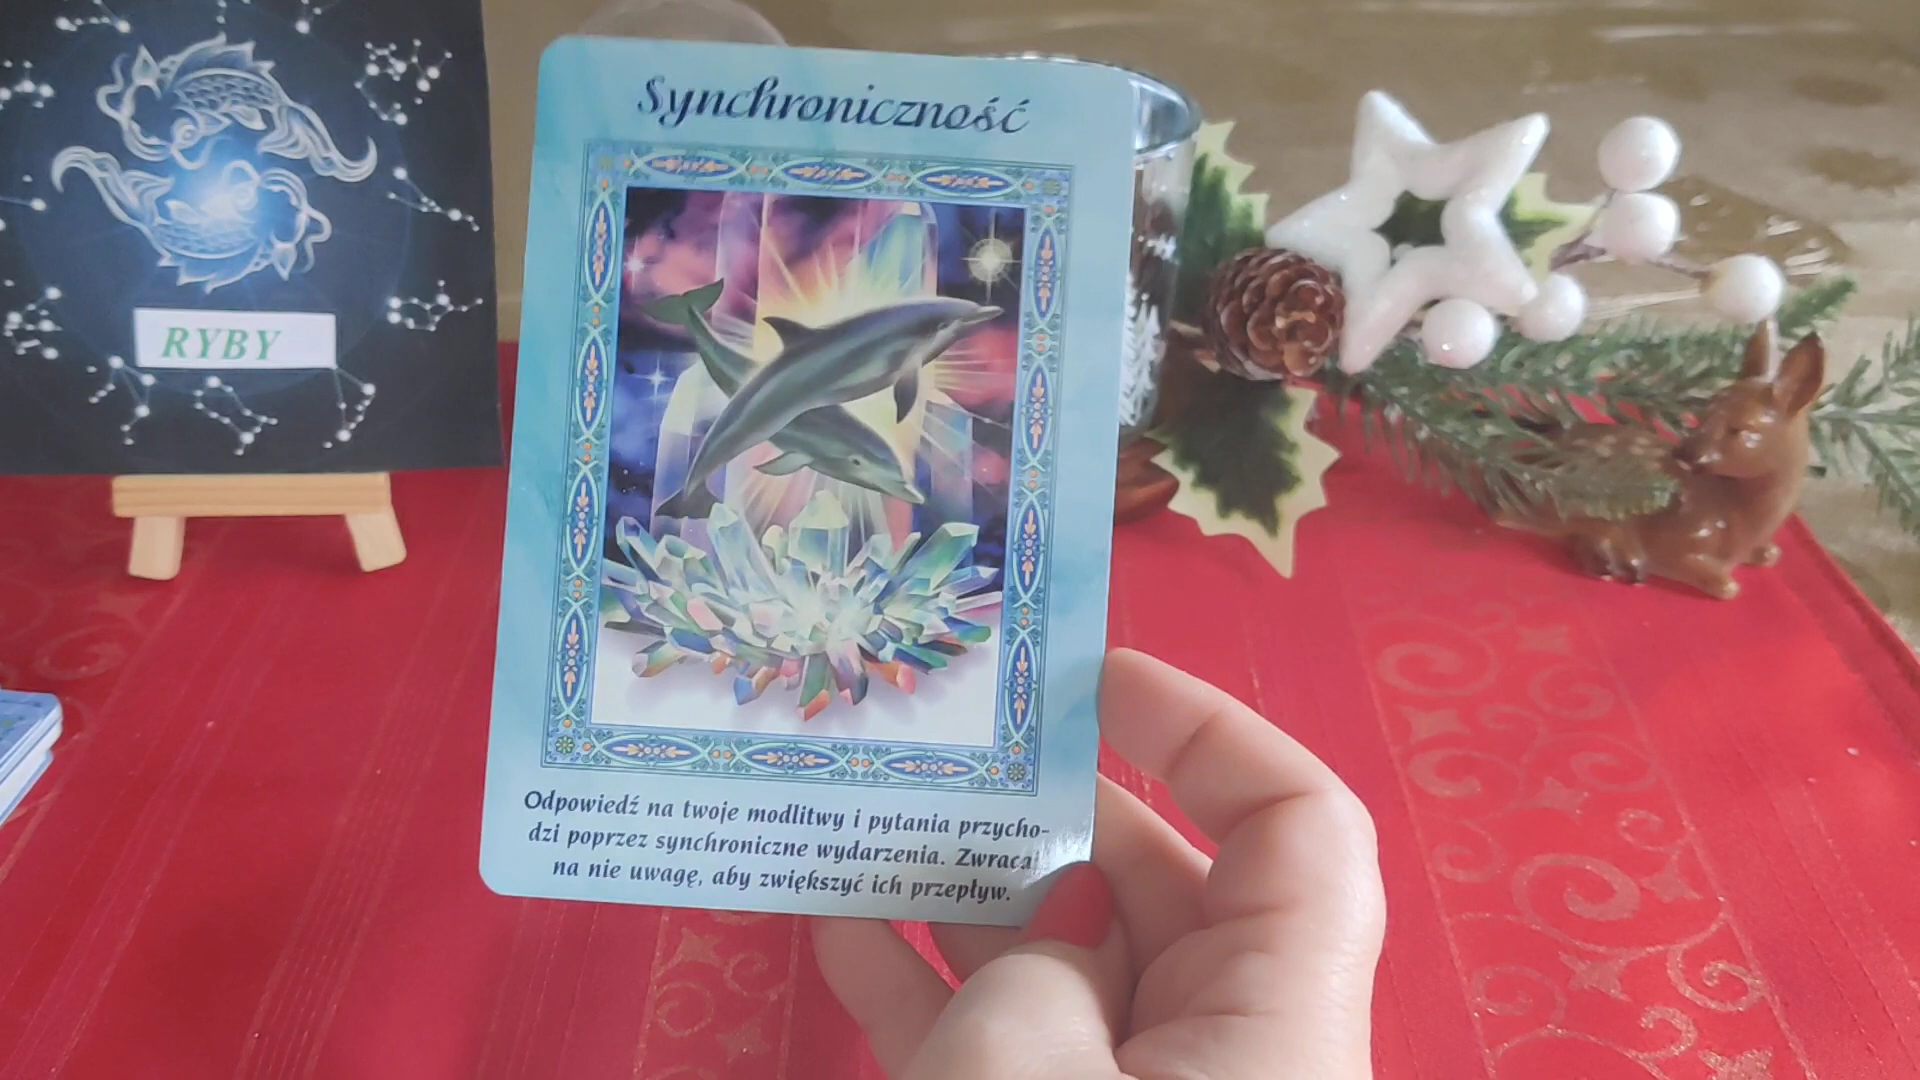 Synchroniczność
RYBY
Odpowiedź na twoje modlitwy i pytania przycho-
dzi poprzez synchroniczne wydarzenia. Zwracaj
na nie uwagę, aby zwiększyć ich przepływ.